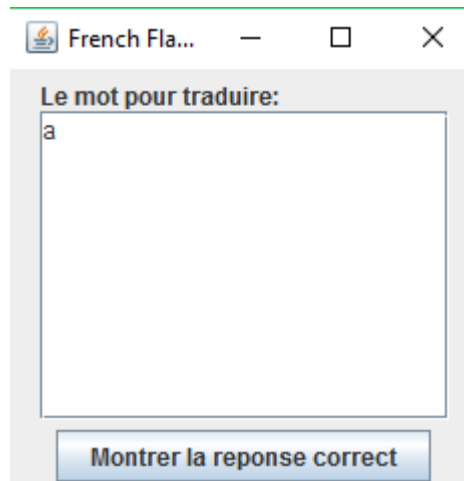 French Fla...
Le mot pour traduire:
a
Montrer la reponse correct